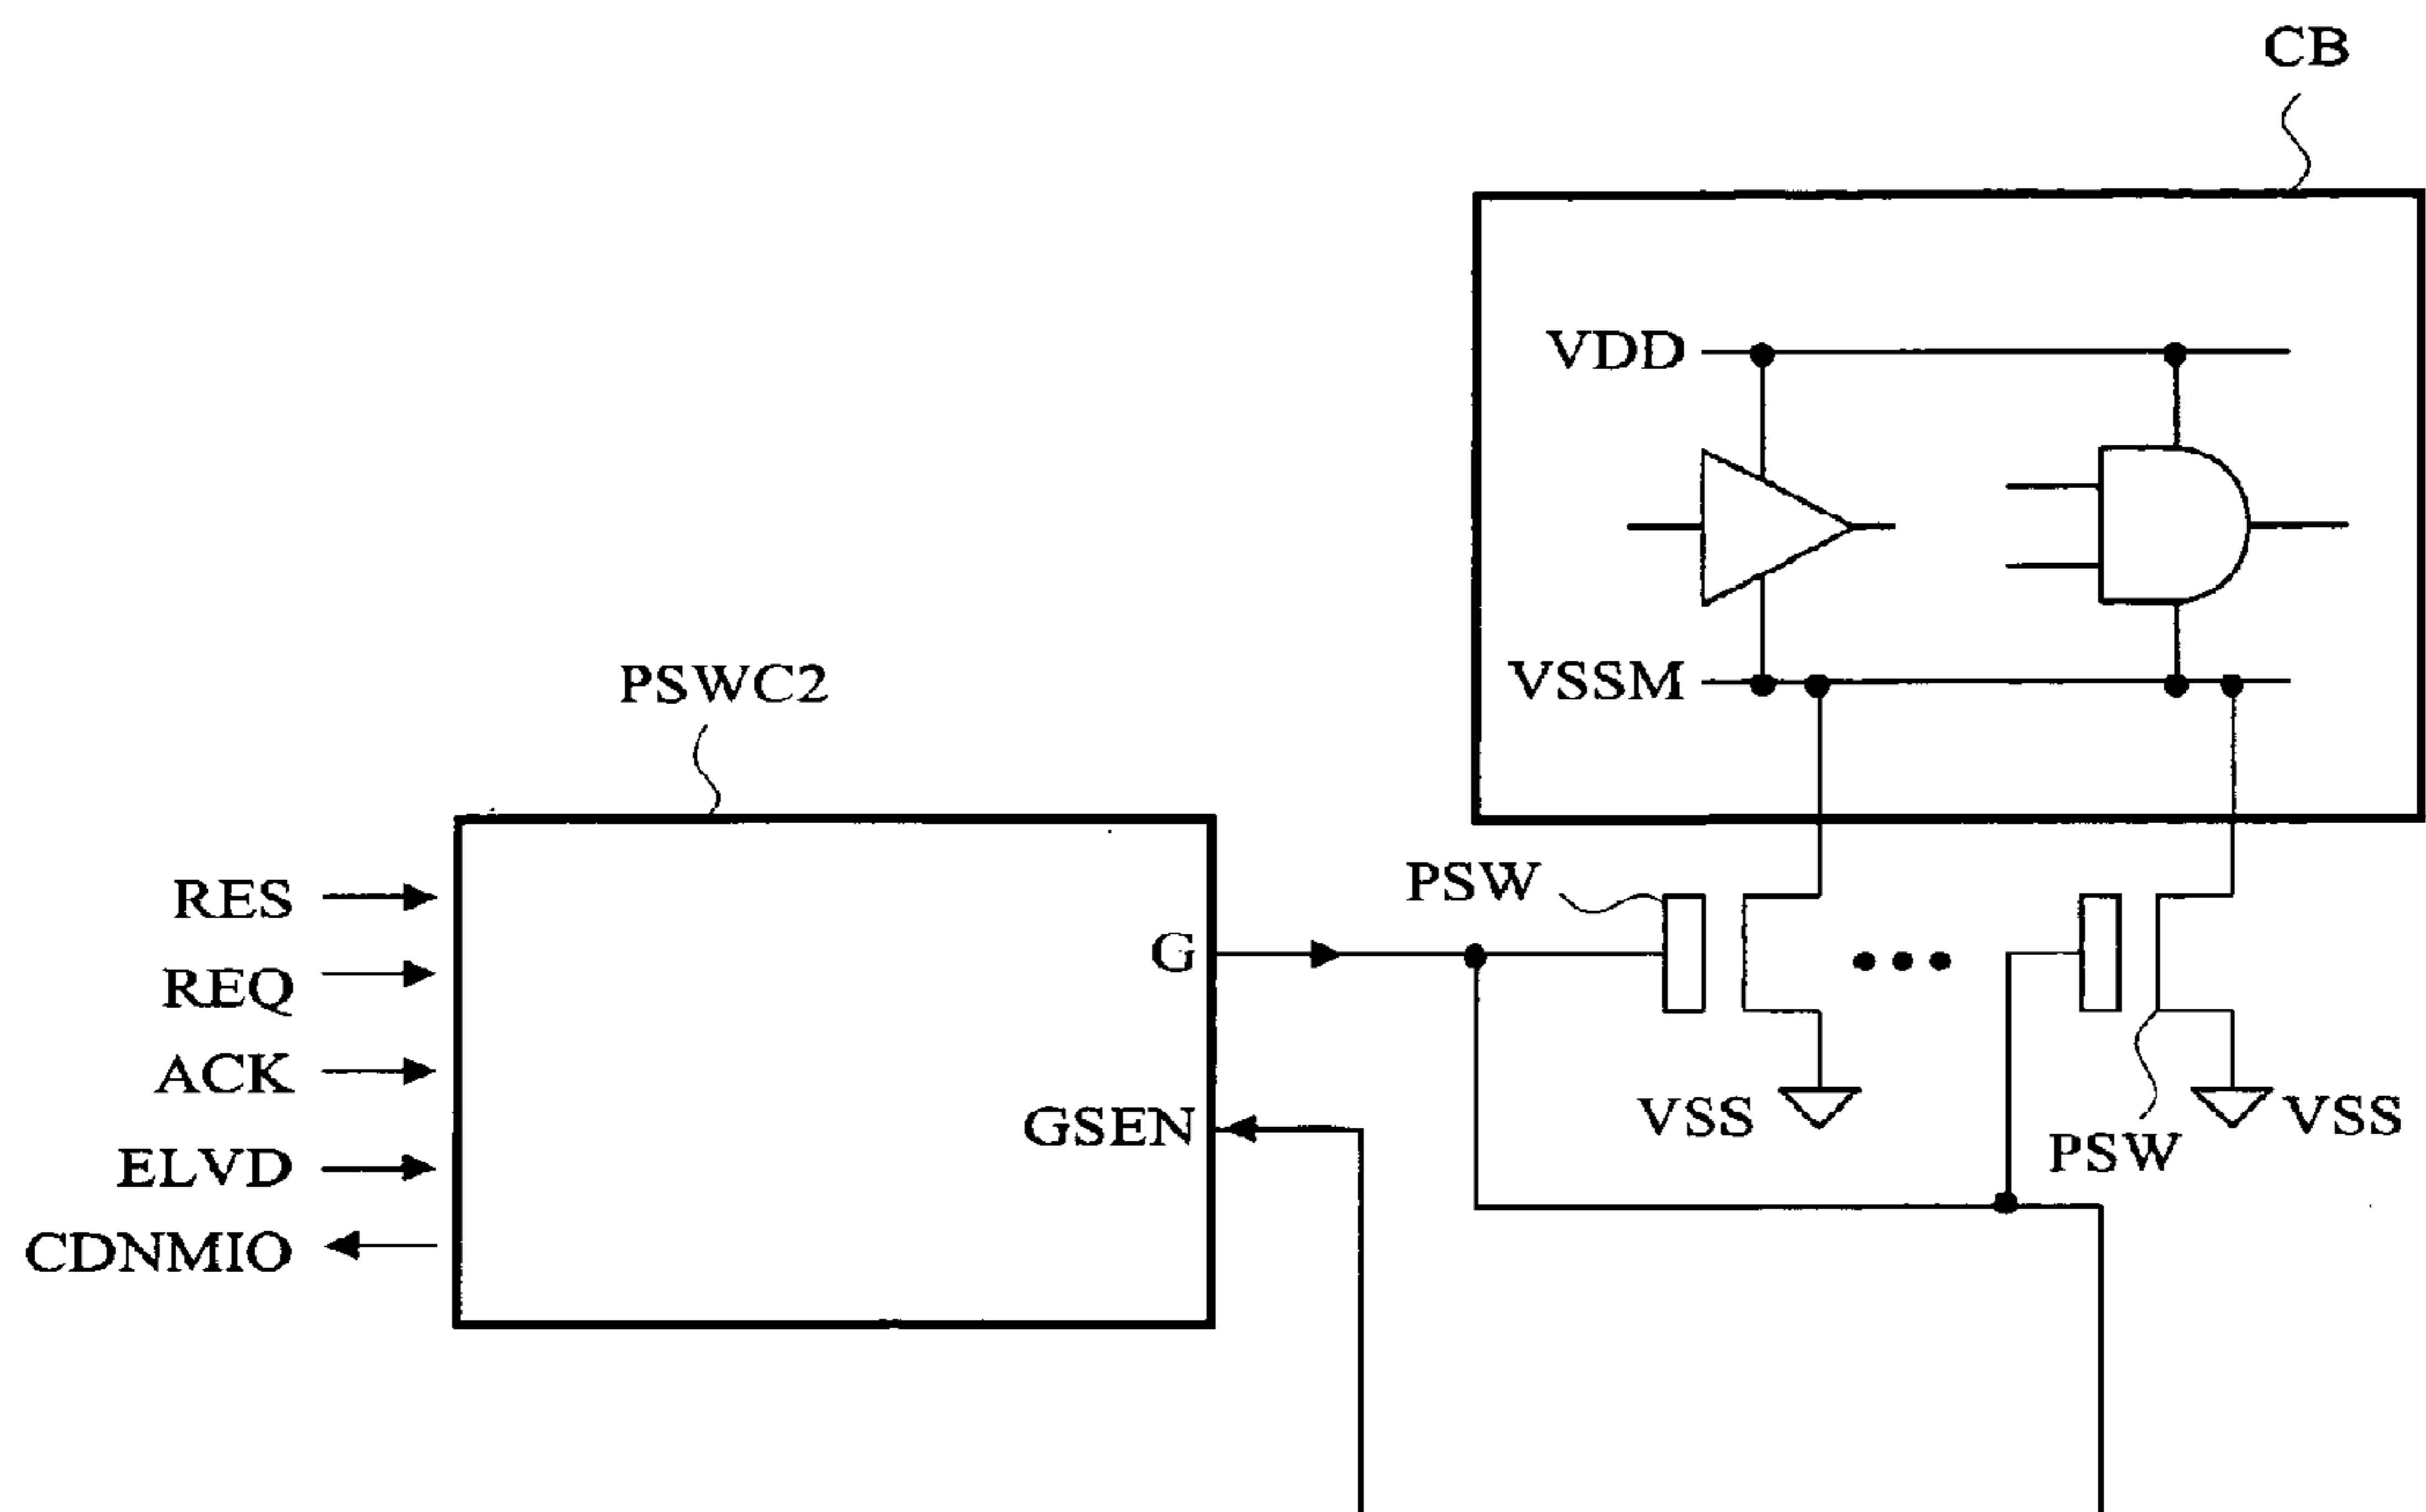 CB
VDD
VSSM
PSWC2
RES
REQ
ACK
ELVD
CDNMIO
G
GSEN
PSW
VSS
PSW
VSS